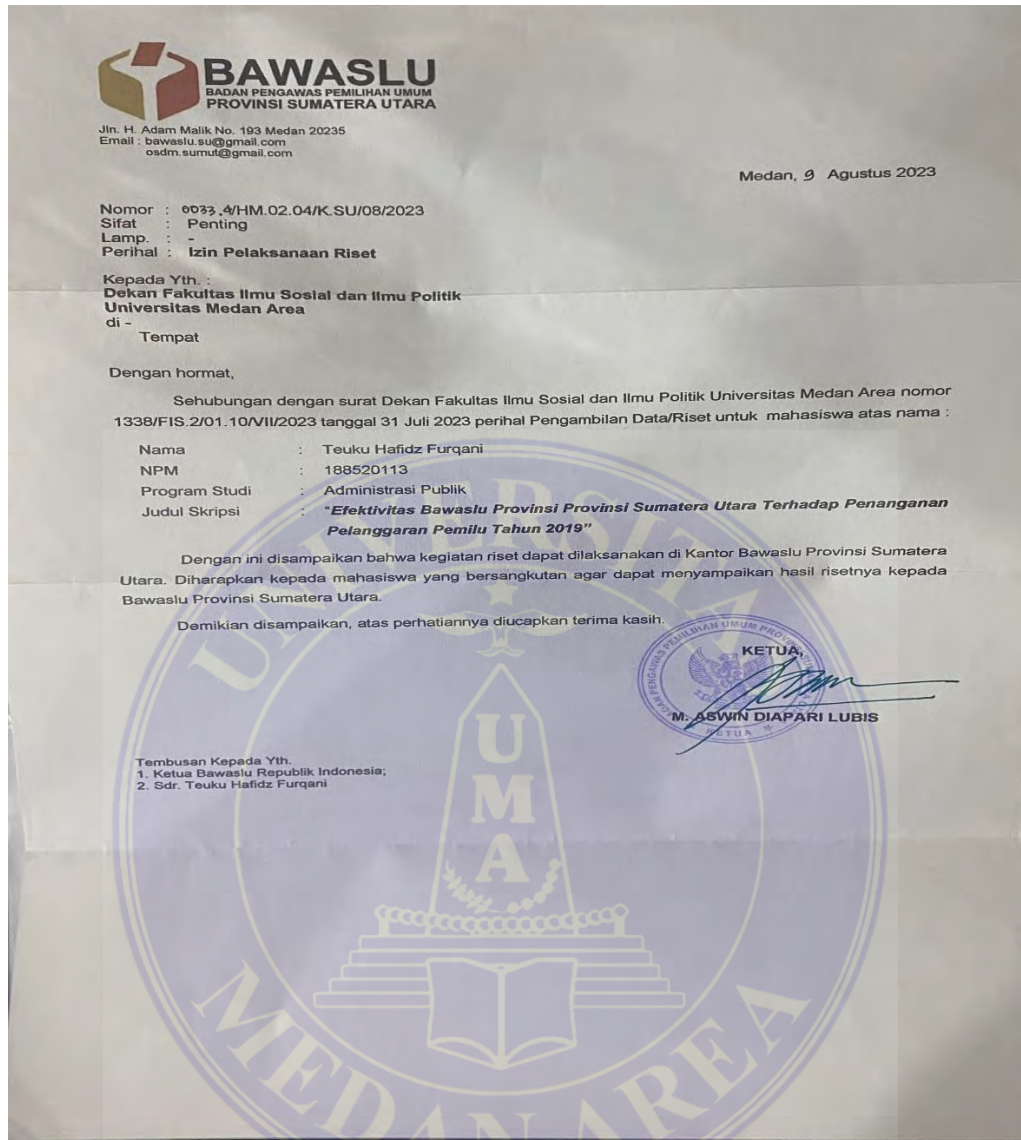 BAWASLU
BADAN PENGAWAS PEMILIHAN UMUM
PROVINSI SUMATERA UTARA
Jln. H. Adam Malik No. 193 Medan 20235
Email : bawaslu.su@gmail.com
osdm.sumut@gmail.com
Medan, 9 Agustus 2023
Nomor : 0033.4/HM.02.04/K.SU/08/2023
Sifat : Penting
Lamp. : -
Perihal : Izin Pelaksanaan Riset
Kepada Yth. :
Dekan Fakultas Ilmu Sosial dan Ilmu Politik
Universitas Medan Area
di -
Tempat
Dengan hormat,
Sehubungan dengan surat Dekan Fakultas Ilmu Sosial dan Ilmu Politik Universitas Medan Area nomor
1338/FIS.2/01.10/VII/2023 tanggal 31 Juli 2023 perihal Pengambilan Data/Riset untuk mahasiswa atas nama :
Nama : Teuku Hafidz Furqani
NPM : 188520113
Program Studi : Administrasi Publik
Judul Skripsi : "Efektivitas Bawaslu Provinsi Provinsi Sumatera Utara Terhadap Penanganan
Pelanggaran Pemilu Tahun 2019"
Dengan ini disampaikan bahwa kegiatan riset dapat dilaksanakan di Kantor Bawaslu Provinsi Sumatera
Utara. Diharapkan kepada mahasiswa yang bersangkutan agar dapat menyampaikan hasil risetnya kepada
Bawaslu Provinsi Sumatera Utara.
Demikian disampaikan, atas perhatiannya diucapkan terima kasih.
KETUA,
M. ASWIN DIAPARI LUBIS
BADAN PENGAWAS PEMILIHAN UMUM
KETUA
Tembusan Kepada Yth.
1. Ketua Bawaslu Republik Indonesia;
2. Sdr. Teuku Hafidz Furqani
UNIVERSITAS
UMA
MEDAN AREA